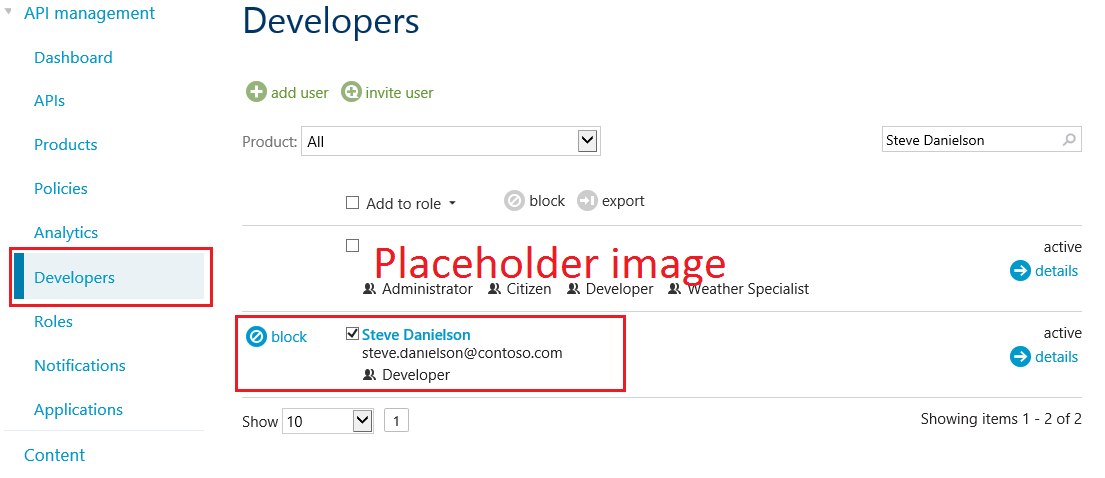 API management
Dashboard
APIs
Products
Policies
Analytics
Developers
Roles
Notifications
Applications
Content
Developers
add user invite user
Product: All Steve Danielson
Add to role block export
Placeholder image
active
details
Administrator Citizen Developer Weather Specialist
block Steve Danielson active
steve.danielson@contoso.com details
Developer
Show 10 1 Showing items 1 - 2 of 2